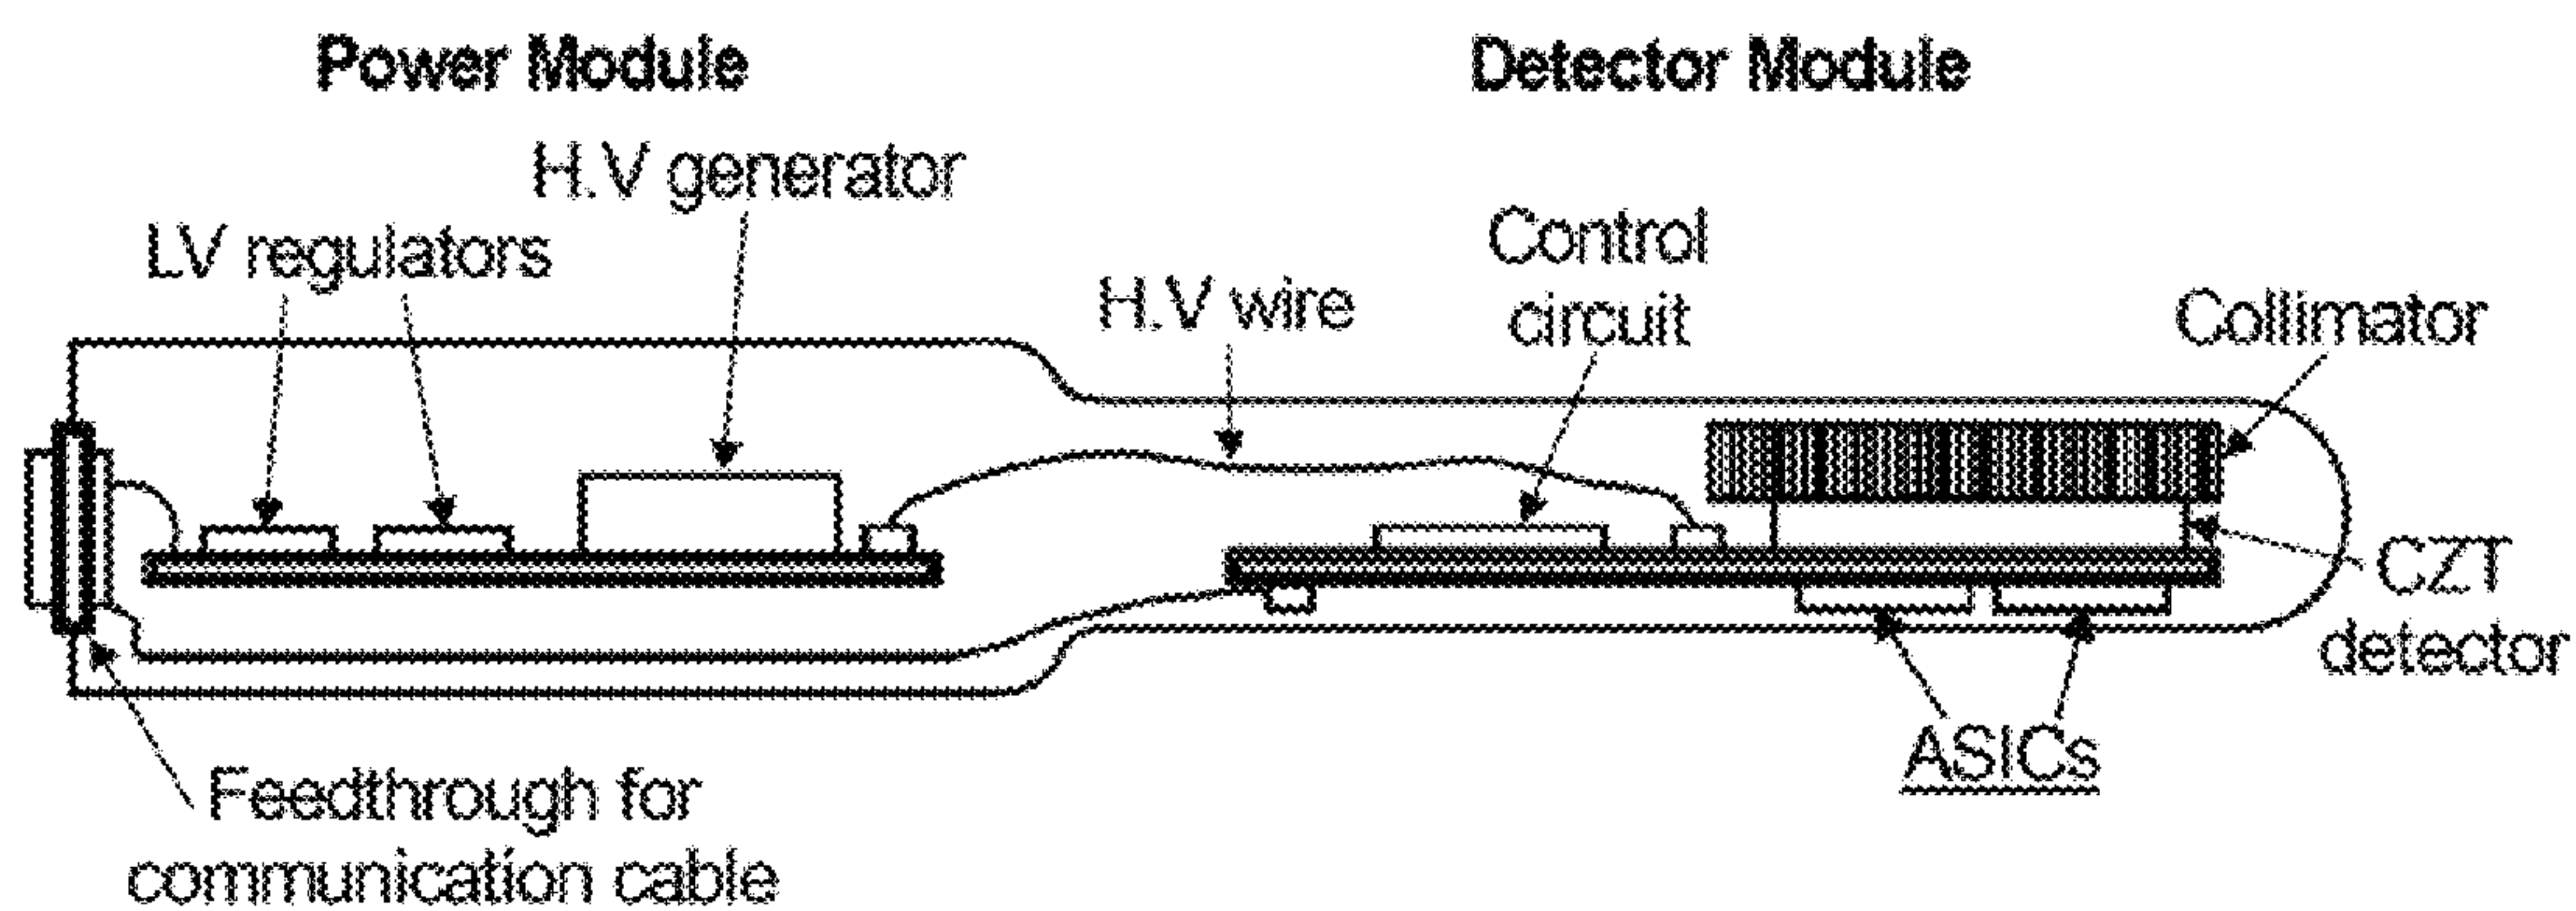 Power Module
Detector Module
H.V generator
LV regulators
Control
circuit
H.V wire
Collimator
CZT
detector
ASICs
Feedthrough for
communication cable